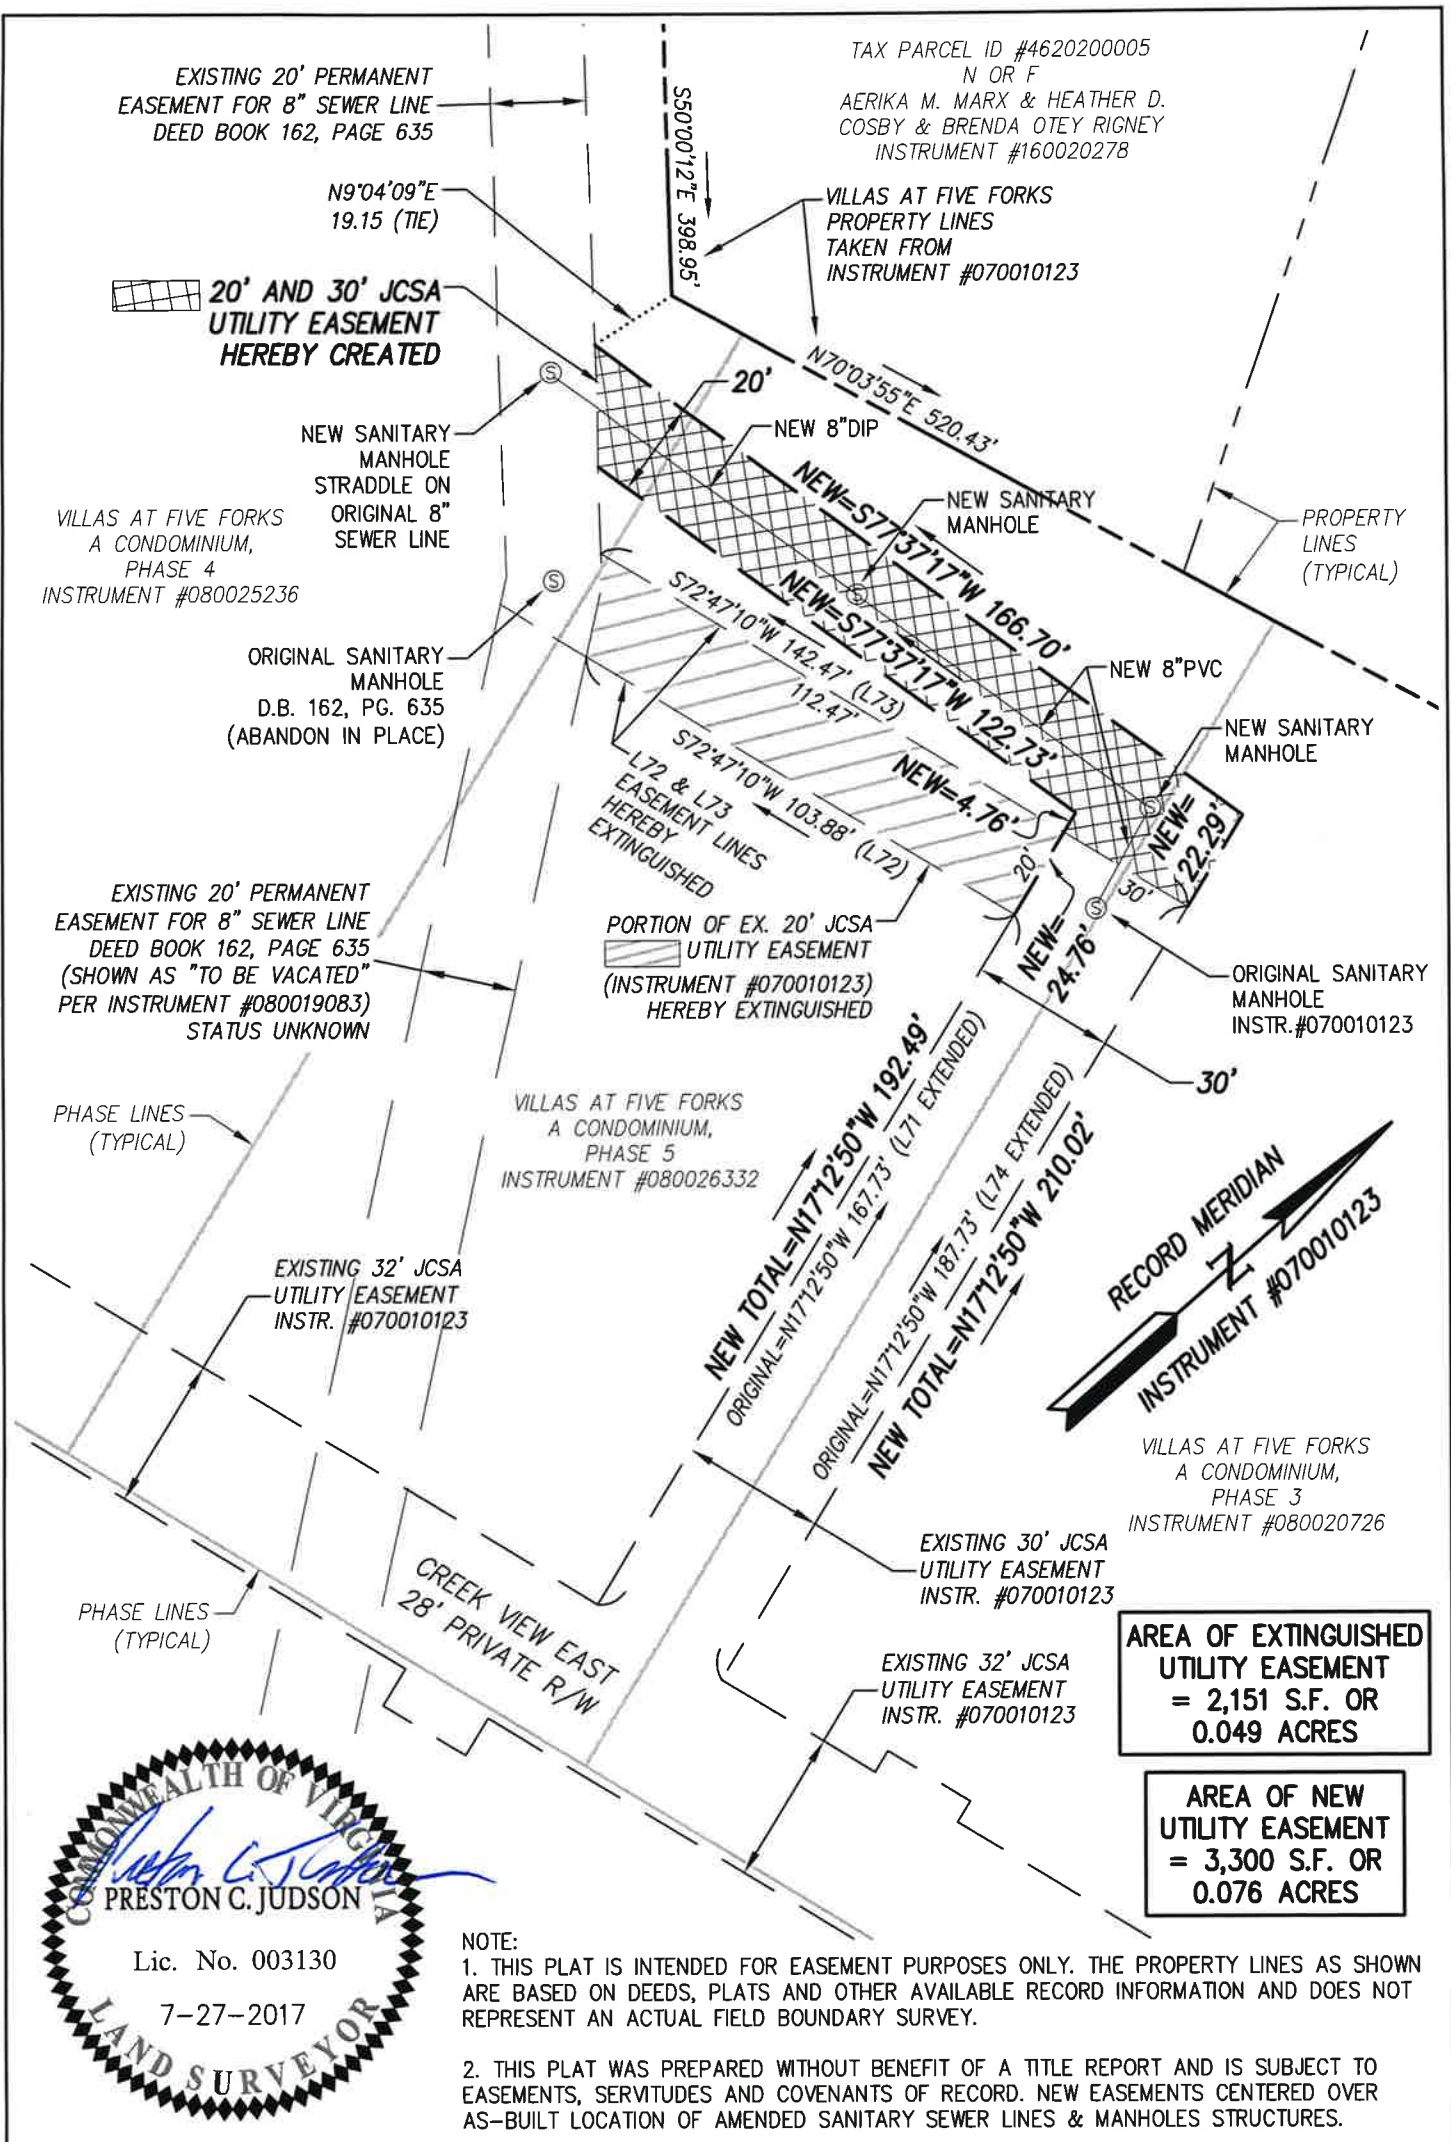 TAX PARCEL ID #4620200005
N OR F
AERIKA M. MARX & HEATHER D.
COSBY & BRENDA OTEY RIGNEY
INSTRUMENT #160020278
EXISTING 20' PERMANENT
EASEMENT FOR 8" SEWER LINE
DEED BOOK 162, PAGE 635
S50°00'12"E 398.95'
N9°04'09"E
19.15 (TIE)
VILLAS AT FIVE FORKS
PROPERTY LINES
TAKEN FROM
INSTRUMENT #070010123
20' AND 30' JCSA
UTILITY EASEMENT
HEREBY CREATED
N70°03'55"E 520.43'
20'
NEW 8"DIP
NEW SANITARY
MANHOLE
STRADDLE ON
ORIGINAL 8"
SEWER LINE
S
NEW=S77°37'17"W 166.70'
NEW SANITARY
MANHOLE
S
PROPERTY
LINES
(TYPICAL)
VILLAS AT FIVE FORKS
A CONDOMINIUM,
PHASE 4
INSTRUMENT #080025236
S
NEW=S77°37'17"W 122.73'
S72°47'10"W 142.47' (L73)
112.47'
ORIGINAL SANITARY
MANHOLE
D.B. 162, PG. 635
(ABANDON IN PLACE)
NEW 8"PVC
NEW SANITARY
MANHOLE
S
S72°47'10"W 103.88' (L72)
L72 & L73
EASEMENT LINES
HEREBY
EXTINGUISHED
NEW=4.76'
NEW=
22.29'
20'
30'
S
NEW=
24.76'
EXISTING 20' PERMANENT
EASEMENT FOR 8" SEWER LINE
DEED BOOK 162, PAGE 635
(SHOWN AS "TO BE VACATED"
PER INSTRUMENT #080019083)
STATUS UNKNOWN
PORTION OF EX. 20' JCSA
UTILITY EASEMENT
(INSTRUMENT #070010123)
HEREBY EXTINGUISHED
ORIGINAL SANITARY
MANHOLE
INSTR.#070010123
30'
PHASE LINES
(TYPICAL)
VILLAS AT FIVE FORKS
A CONDOMINIUM,
PHASE 5
INSTRUMENT #080026332
NEW TOTAL=N17°12'50"W 192.49'
ORIGINAL=N17°12'50"W 167.73' (L71 EXTENDED)
ORIGINAL=N17°12'50"W 187.73' (L74 EXTENDED)
NEW TOTAL=N17°12'50"W 210.02'
RECORD MERIDIAN
N
INSTRUMENT #070010123
EXISTING 32' JCSA
UTILITY EASEMENT
INSTR. #070010123
VILLAS AT FIVE FORKS
A CONDOMINIUM,
PHASE 3
INSTRUMENT #080020726
EXISTING 30' JCSA
UTILITY EASEMENT
INSTR. #070010123
CREEK VIEW EAST
28' PRIVATE R/W
PHASE LINES
(TYPICAL)
EXISTING 32' JCSA
UTILITY EASEMENT
INSTR. #070010123
AREA OF EXTINGUISHED
UTILITY EASEMENT
= 2,151 S.F. OR
0.049 ACRES
AREA OF NEW
UTILITY EASEMENT
= 3,300 S.F. OR
0.076 ACRES
COMMONWEALTH OF VIRGINIA
Preston C. Judson
PRESTON C. JUDSON
Lic. No. 003130
7-27-2017
LAND SURVEYOR
NOTE:
1. THIS PLAT IS INTENDED FOR EASEMENT PURPOSES ONLY. THE PROPERTY LINES AS SHOWN
ARE BASED ON DEEDS, PLATS AND OTHER AVAILABLE RECORD INFORMATION AND DOES NOT
REPRESENT AN ACTUAL FIELD BOUNDARY SURVEY.
2. THIS PLAT WAS PREPARED WITHOUT BENEFIT OF A TITLE REPORT AND IS SUBJECT TO
EASEMENTS, SERVITUDES AND COVENANTS OF RECORD. NEW EASEMENTS CENTERED OVER
AS-BUILT LOCATION OF AMENDED SANITARY SEWER LINES & MANHOLES STRUCTURES.